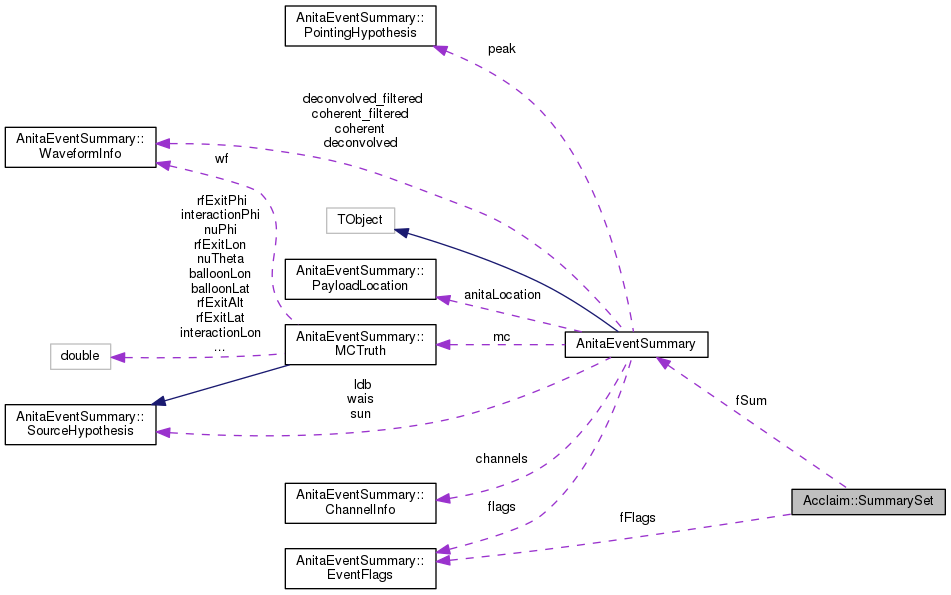 AnitaEventSummary::
PointingHypothesis
peak
deconvolved_filtered
coherent_filtered
coherent
deconvolved
AnitaEventSummary::
WaveformInfo
wf
rfExitPhi
interactionPhi
nuPhi
rfExitLon
nuTheta
balloonLon
balloonLat
rfExitAlt
rfExitLat
interactionLon
...
TObject
AnitaEventSummary::
PayloadLocation
anitaLocation
AnitaEventSummary::
MCTruth
mc
AnitaEventSummary
double
ldb
wais
sun
AnitaEventSummary::
SourceHypothesis
fSum
channels
AnitaEventSummary::
ChannelInfo
flags
fFlags
Acclaim::SummarySet
AnitaEventSummary::
EventFlags